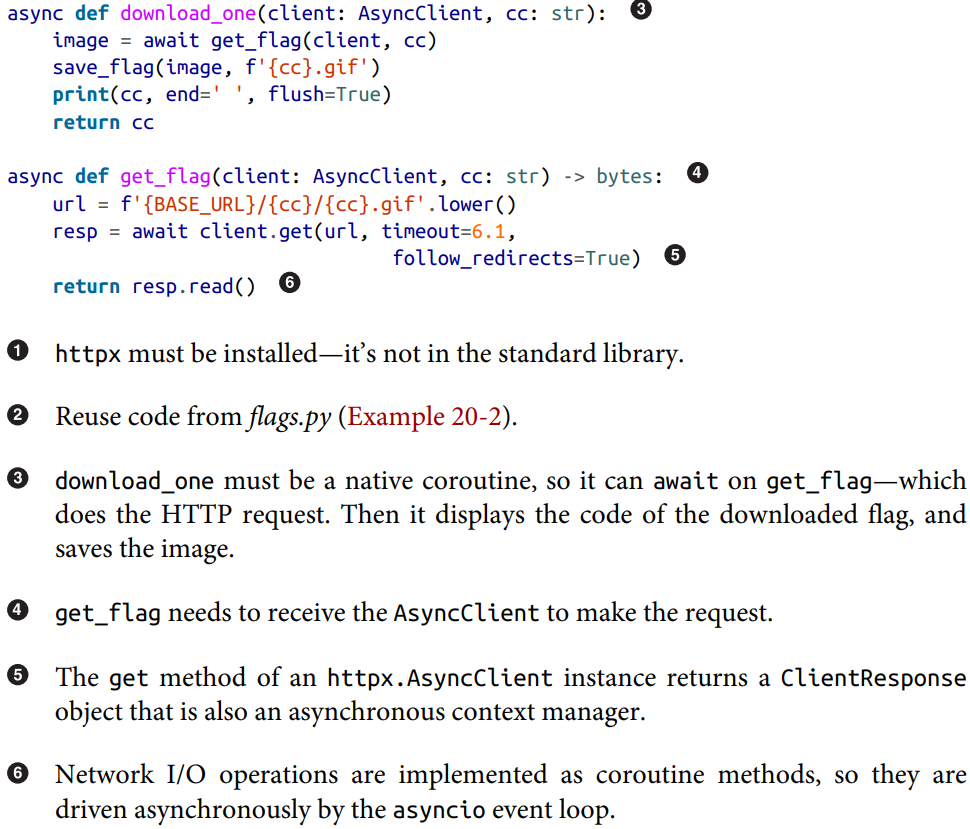 async def download_one(client: AsyncClient, cc: str): ❸
    image = await get_flag(client, cc)
    save_flag(image, f'{cc}.gif')
    print(cc, end=' ', flush=True)
    return cc
async def get_flag(client: AsyncClient, cc: str) -> bytes: ❹
    url = f'{BASE_URL}/{cc}/{cc}.gif'.lower()
    resp = await client.get(url, timeout=6.1,
                                  follow_redirects=True) ❺
    return resp.read() ❻
❶ httpx must be installed—it's not in the standard library.
❷ Reuse code from flags.py (Example 20-2).
❸ download_one must be a native coroutine, so it can await on get_flag—which
does the HTTP request. Then it displays the code of the downloaded flag, and
saves the image.
❹ get_flag needs to receive the AsyncClient to make the request.
❺ The get method of an httpx.AsyncClient instance returns a ClientResponse
object that is also an asynchronous context manager.
❻ Network I/O operations are implemented as coroutine methods, so they are
driven asynchronously by the asyncio event loop.